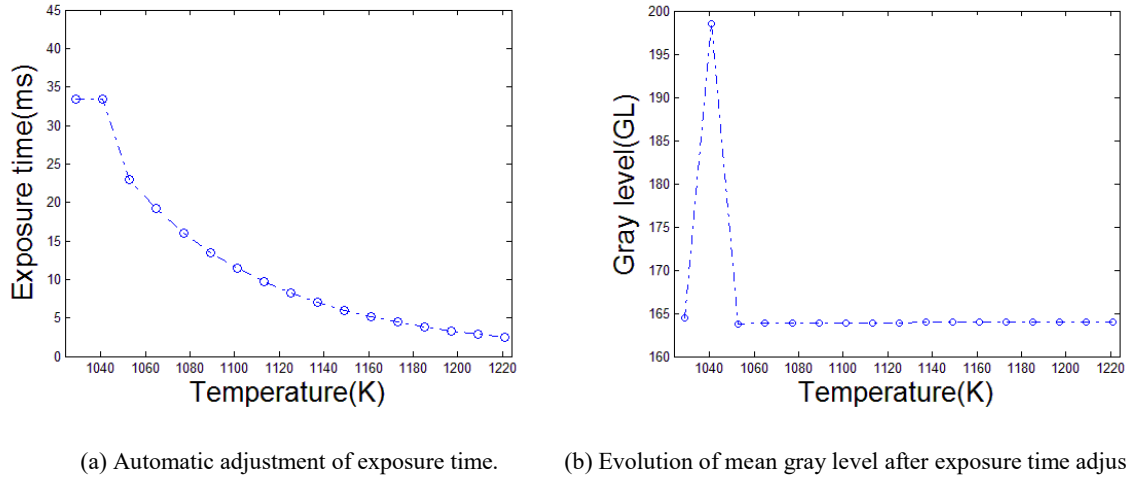 45
40
35
30
25
20
15
10
5
0
Exposure time(ms)
1040 1060 1080 1100 1120 1140 1160 1180 1200 1220
Temperature(K)
200
195
190
185
180
175
170
165
160
Gray level(GL)
1040 1060 1080 1100 1120 1140 1160 1180 1200 1220
Temperature(K)
(a) Automatic adjustment of exposure time.
(b) Evolution of mean gray level after exposure time adjus